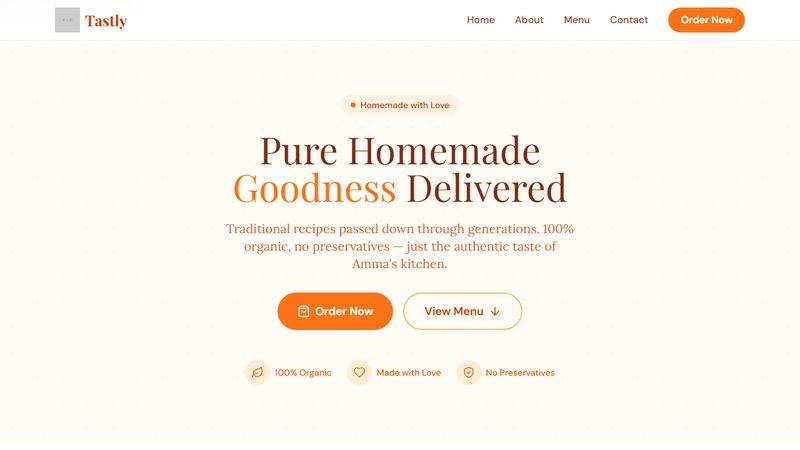 Tastly
Home
About
Menu
Contact
Order Now
Homemade with Love
Pure Homemade
Goodness Delivered
Traditional recipes passed down through generations. 100%
organic, no preservatives — just the authentic taste of
Amma's kitchen.
Order Now
View Menu
100% Organic
Made with Love
No Preservatives